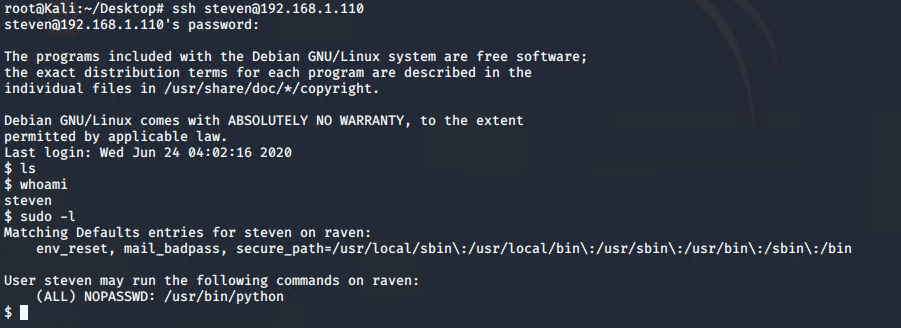 root@Kali:~/Desktop# ssh steven@192.168.1.110
steven@192.168.1.110's password:

The programs included with the Debian GNU/Linux system are free software;
the exact distribution terms for each program are described in the
individual files in /usr/share/doc/*/copyright.

Debian GNU/Linux comes with ABSOLUTELY NO WARRANTY, to the extent
permitted by applicable law.
Last login: Wed Jun 24 04:02:16 2020
$ ls
$ whoami
steven
$ sudo -l
Matching Defaults entries for steven on raven:
    env_reset, mail_badpass, secure_path=/usr/local/sbin\:/usr/local/bin\:/usr/sbin\:/usr/bin\:/sbin\:/bin

User steven may run the following commands on raven:
    (ALL) NOPASSWD: /usr/bin/python
$